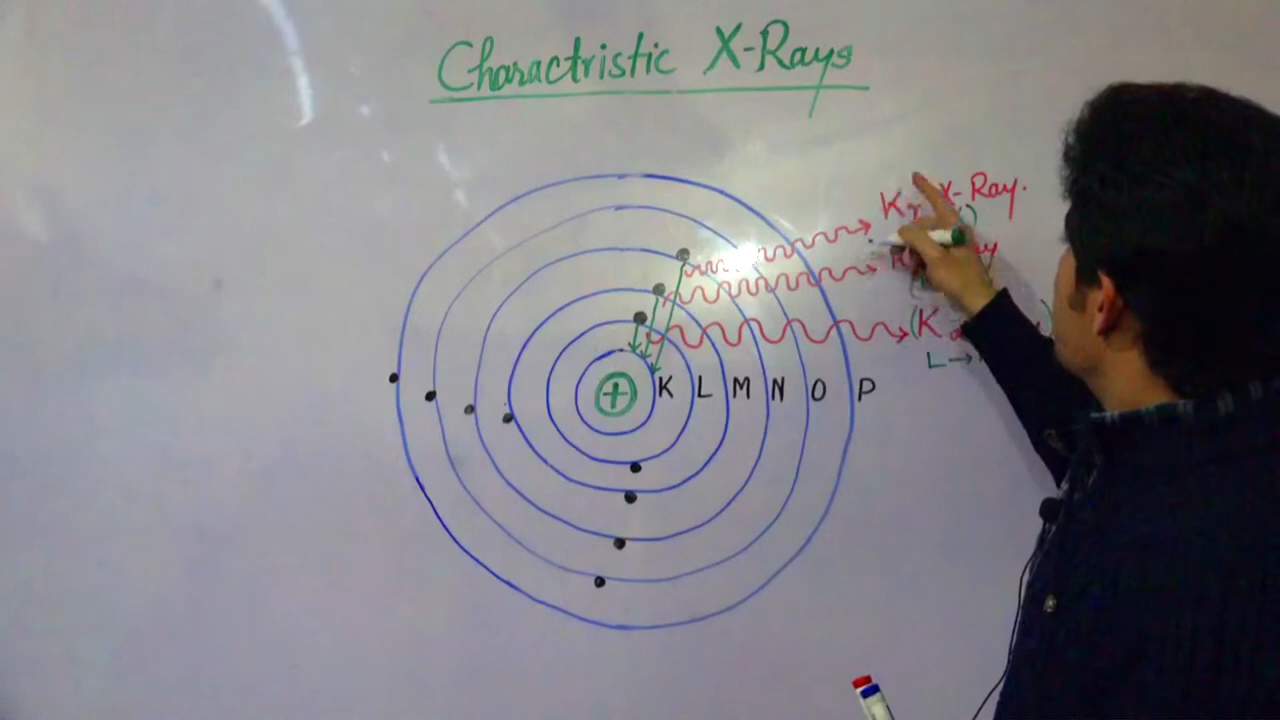 Charactristic X-Rays
K X-Ray.
(K
L →
+ K L M N O P